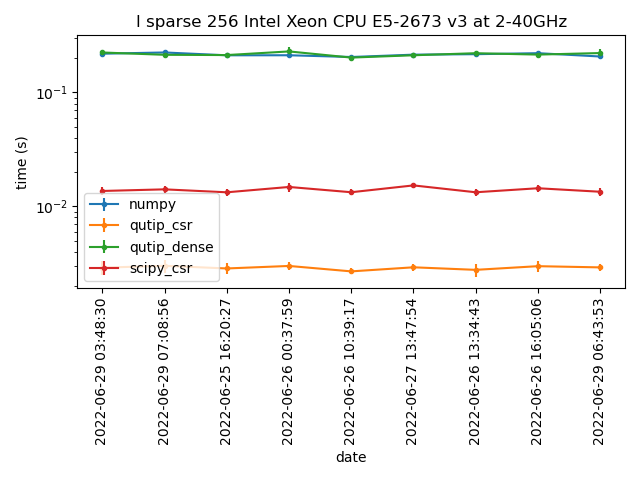 l sparse 256 Intel Xeon CPU E5-2673 v3 at 2-40GHz
time (s)
10⁻¹
10⁻²
numpy
qutip_csr
qutip_dense
scipy_csr
2022-06-29 03:48:30
2022-06-29 07:08:56
2022-06-25 16:20:27
2022-06-26 00:37:59
2022-06-26 10:39:17
2022-06-27 13:47:54
2022-06-26 13:34:43
2022-06-26 16:05:06
2022-06-29 06:43:53
date